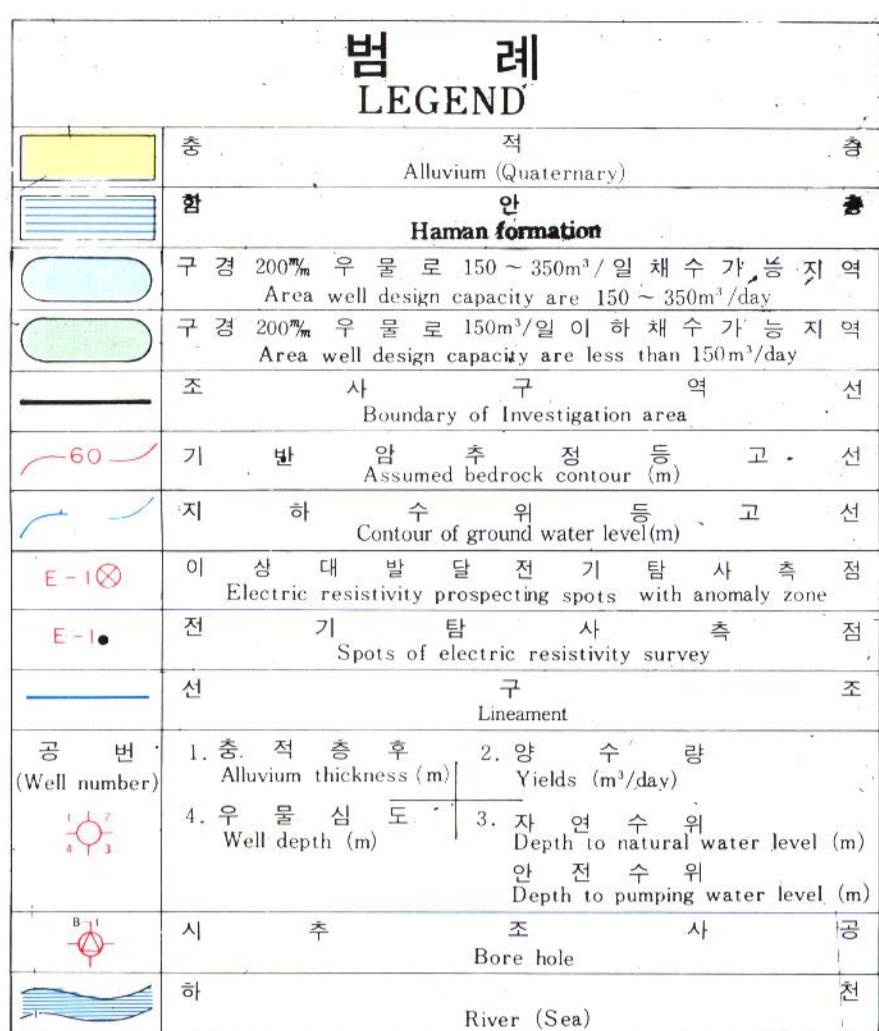 범 례
LEGEND
충 적 층
Alluvium (Quaternary)
함 안 층
Haman formation
구 경 200m/m 우 물 로 150 ~ 350m³/ 일 채 수 가 능 지 역
Area well design capacity are 150 ~ 350m³/day
구 경 200m/m 우 물 로 150m³/일 이 하 채 수 가 능 지 역
Area well design capacity are less than 150m³/day
조 사 구 역 선
Boundary of Investigation area
60
기 반 암 추 정 등 고 선
Assumed bedrock contour (m)
지 하 수 위 등 고 선
Contour of ground water level(m)
E-1
이 상 대 발 달 전 기 탐 사 측 점
Electric resistivity prospecting spots with anomaly zone
E-1
전 기 탐 사 측 점
Spots of electric resistivity survey
선 구 조
Lineament
공 번
(Well number)
1 2
4 3
1. 충 적 층 후
Alluvium thickness (m)
2. 양 수 량
Yields (m³/day)
4. 우 물 심 도
Well depth (m)
3. 자 연 수 위
Depth to natural water level (m)
안 전 수 위
Depth to pumping water level (m)
B-1
시 추 조 사 공
Bore hole
하 천
River (Sea)